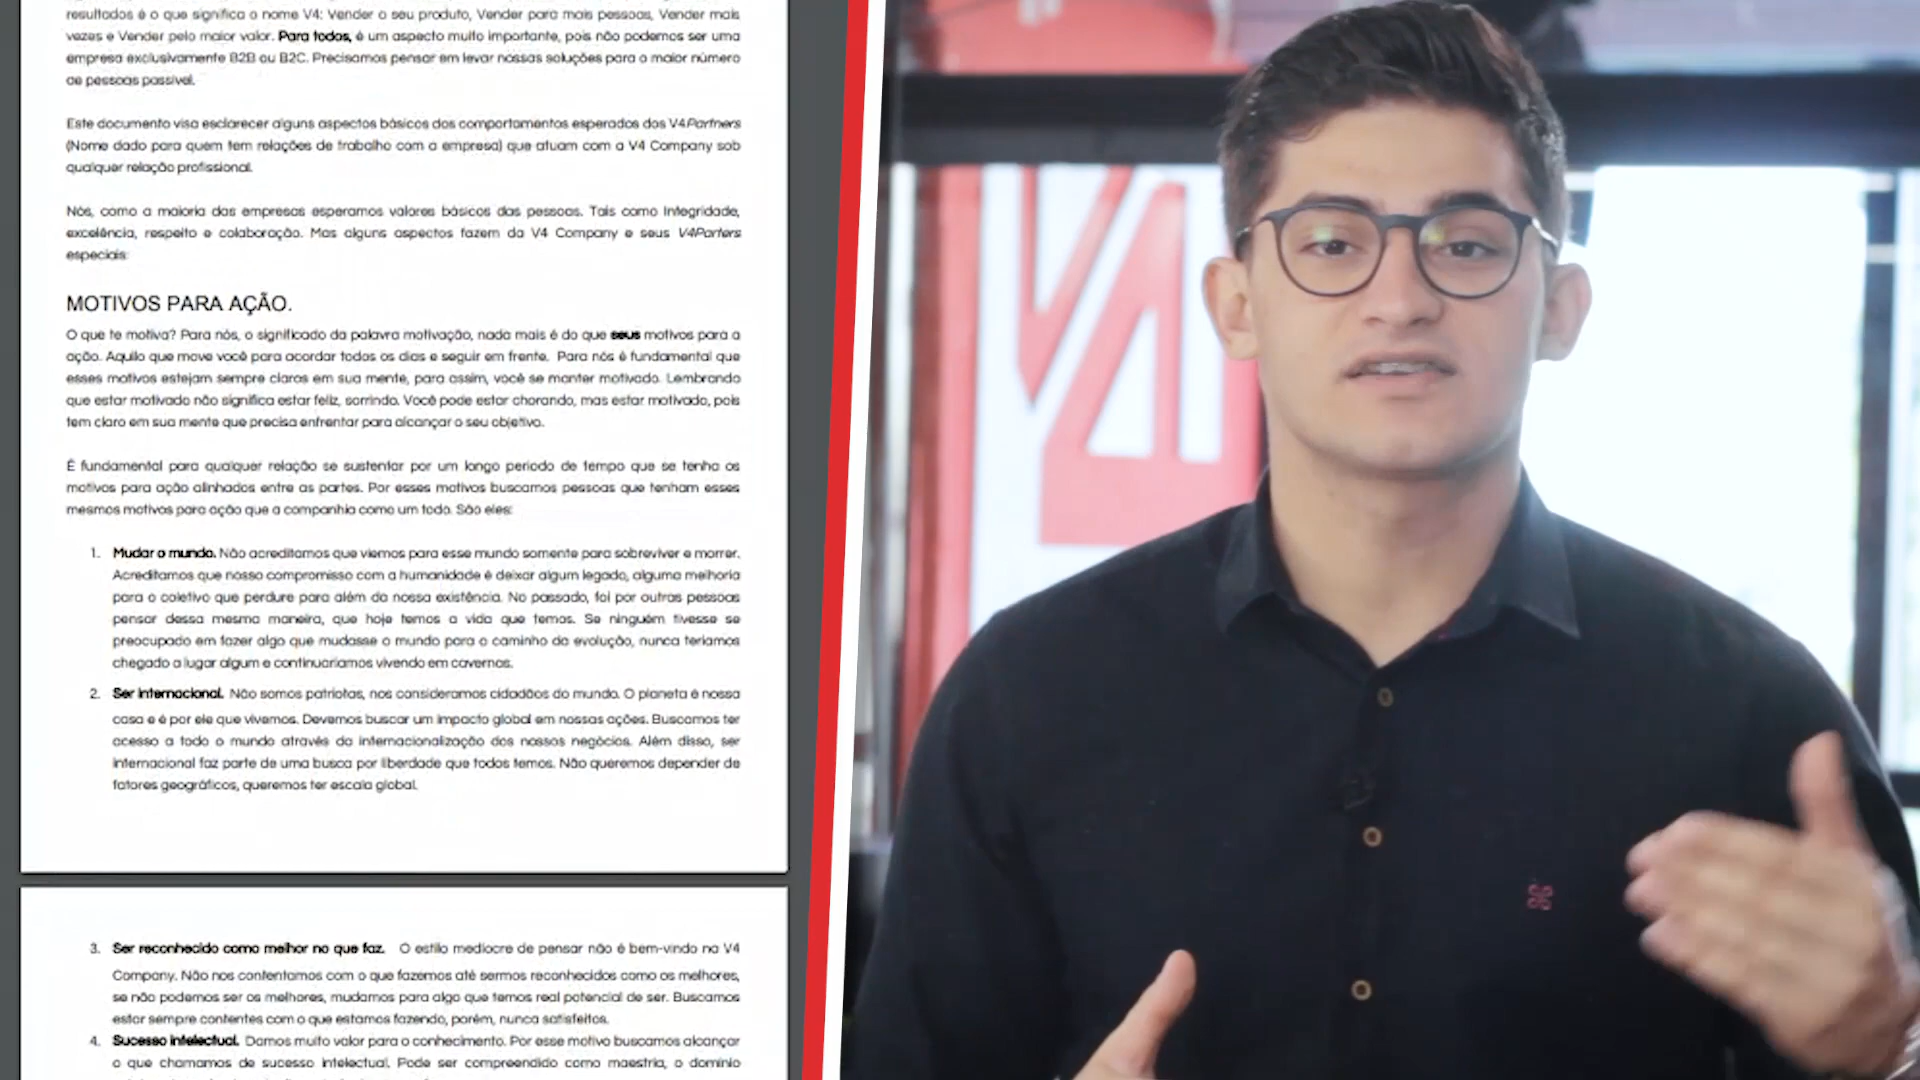 resultados é o que significa o nome V4: Vender o seu produto, Vender para mais pessoas, Vender mais
vezes e Vender pelo maior valor. Para todos, é um aspecto muito importante, pois não podemos ser uma
empresa exclusivamente B2B ou B2C. Precisamos pensar em levar nossas soluções para o maior número
de pessoas possível.
Este documento visa esclarecer alguns aspectos básicos dos comportamentos esperados dos V4Partners
(Nome dado para quem tem relações de trabalho com a empresa) que atuam com a V4 Company sob
qualquer relação profissional.
Nós, como a maioria das empresas esperamos valores básicos das pessoas. Tais como Integridade,
excelência, respeito e colaboração. Mas alguns aspectos fazem da V4 Company e seus V4Parters
especiais:
MOTIVOS PARA AÇÃO.
O que te motiva? Para nós, o significado da palavra motivação, nada mais é do que seus motivos para a
ação. Aquilo que move você para acordar todos os dias e seguir em frente. Para nós é fundamental que
esses motivos estejam sempre claros em sua mente, para assim, você se manter motivado. Lembrando
que estar motivado não significa estar feliz, sorrindo. Você pode estar chorando, mas estar motivado, pois
tem claro em sua mente que precisa enfrentar para alcançar o seu objetivo.
É fundamental para qualquer relação se sustentar por um longo período de tempo que se tenha os
motivos para ação alinhados entre as partes. Por esses motivos buscamos pessoas que tenham esses
mesmos motivos para ação que a companhia como um todo. São eles:
1. Mudar o mundo. Não acreditamos que viemos para esse mundo somente para sobreviver e morrer.
Acreditamos que nosso compromisso com a humanidade é deixar algum legado, alguma melhoria
para o coletivo que perdure para além da nossa existência. No passado, foi por outras pessoas
pensar dessa mesma maneira, que hoje temos a vida que temos. Se ninguém tivesse se
preocupado em fazer algo que mudasse o mundo para o caminho da evolução, nunca teríamos
chegado a lugar algum e continuaríamos vivendo em cavernas.
2. Ser internacional. Não somos patriotas, nos consideramos cidadãos do mundo. O planeta é nossa
casa e é por ele que vivemos. Devemos buscar um impacto global em nossas ações. Buscamos ter
acesso a todo o mundo através da internacionalização dos nossos negócios. Além disso, ser
internacional faz parte de uma busca por liberdade que todos temos. Não queremos depender de
fatores geográficos, queremos ter escala global.
3. Ser reconhecido como melhor no que faz. O estilo medíocre de pensar não é bem-vindo na V4
Company. Não nos contentamos com o que fazemos até sermos reconhecidos como os melhores,
se não podemos ser os melhores, mudamos para algo que temos real potencial de ser. Buscamos
estar sempre contentes com o que estamos fazendo, porém, nunca satisfeitos.
4. Sucesso intelectual. Damos muito valor para o conhecimento. Por esse motivo buscamos alcançar
o que chamamos de sucesso intelectual. Pode ser compreendido como maestria, o domínio
V4